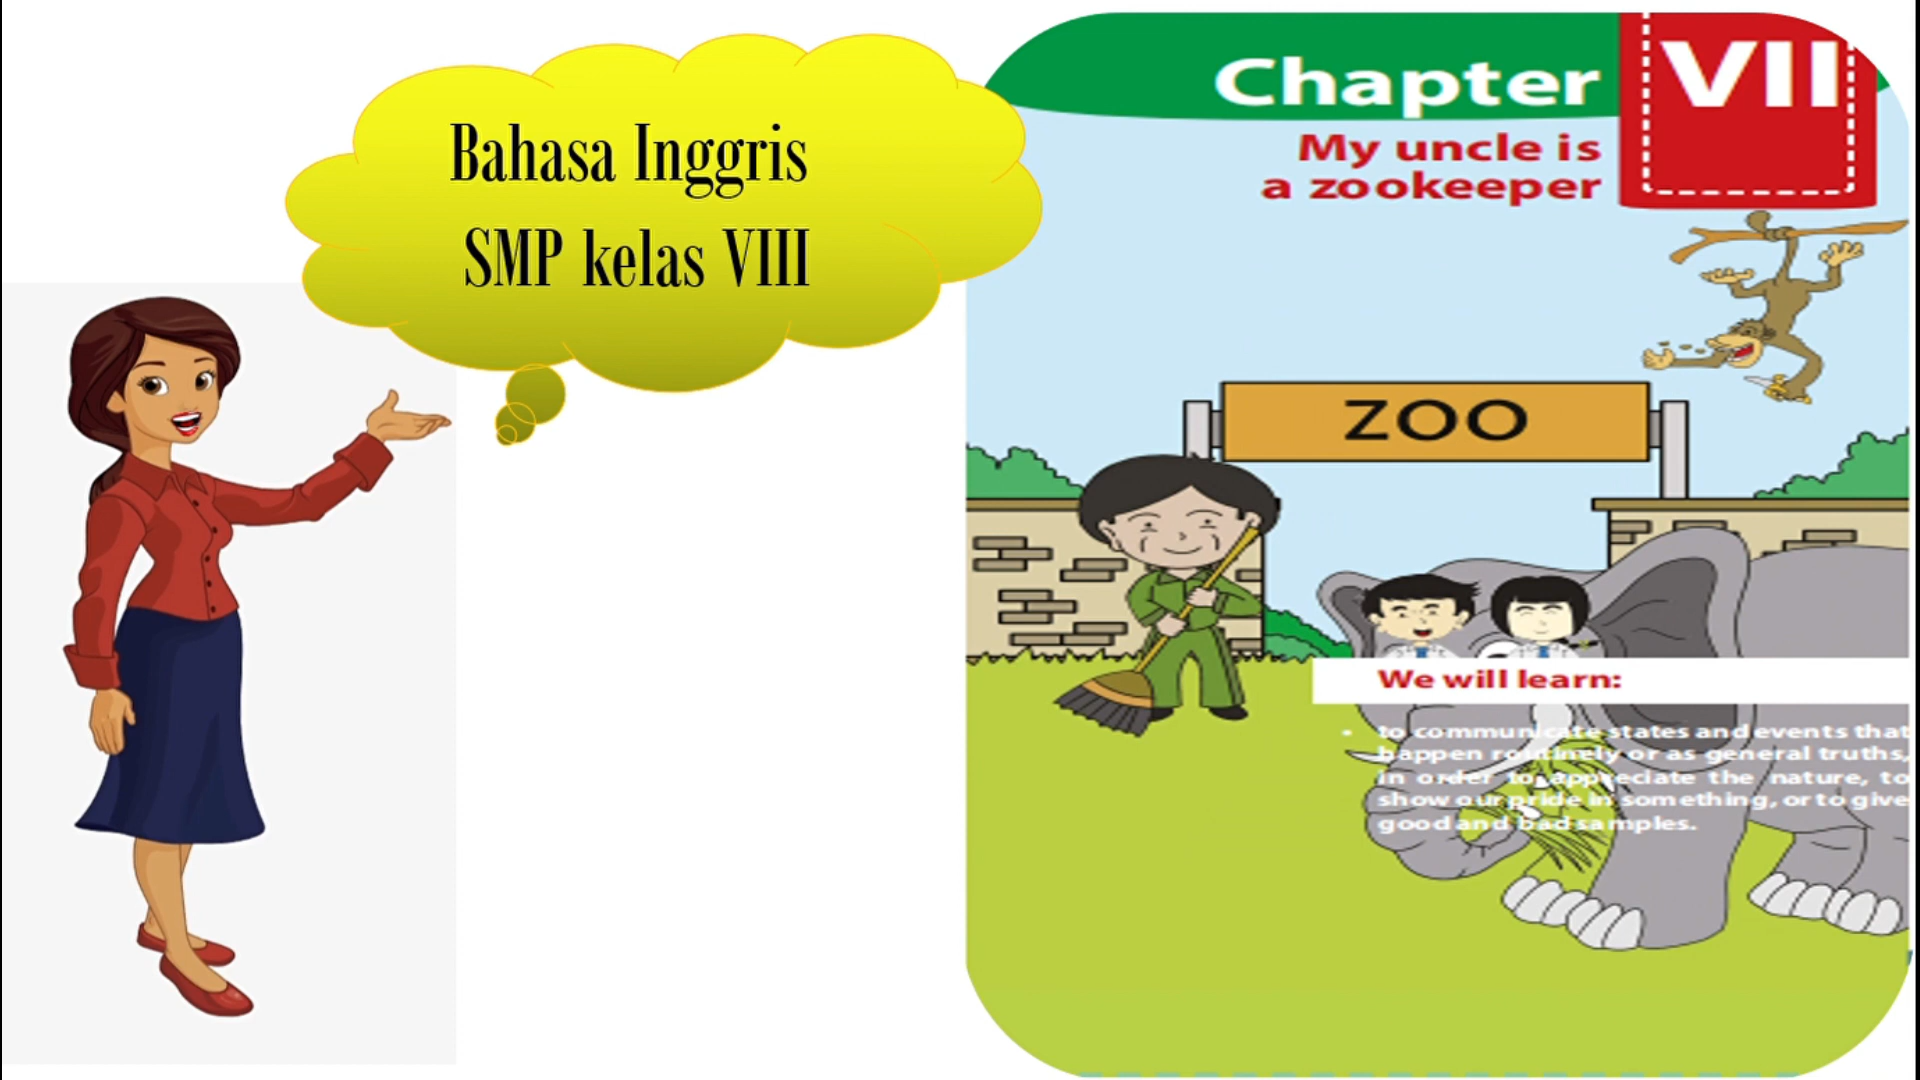 Bahasa Inggris
SMP kelas VIII
Chapter VII
My uncle is
a zookeeper
ZOO
We will learn:
• to communicate states and events that
happen routinely or as general truths,
in order to appreciate the nature, to
show our pride in something, or to give
good and bad samples.